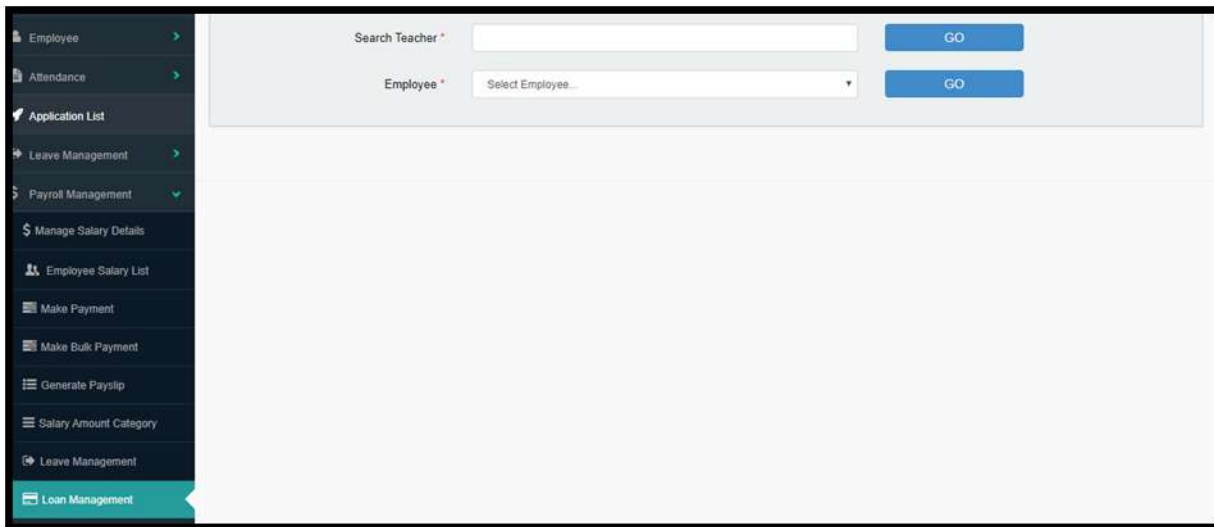 Employee
Attendance
Application List
Leave Management
Payroll Management
$ Manage Salary Details
Employee Salary List
Make Payment
Make Bulk Payment
Generate Payslip
Salary Amount Category
Leave Management
Loan Management
Search Teacher *
GO
Employee *
Select Employee...
GO